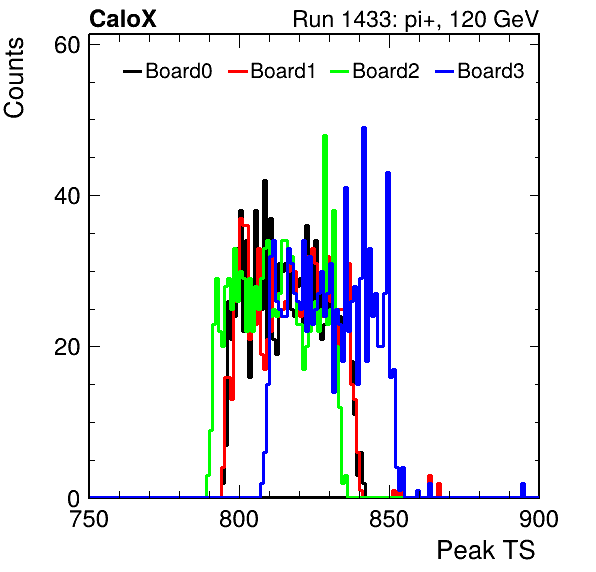 CaloX Run 1433: pi+, 120 GeV
Counts
60
Board0 Board1 Board2 Board3
40
20
0
750 800 850 900
Peak TS